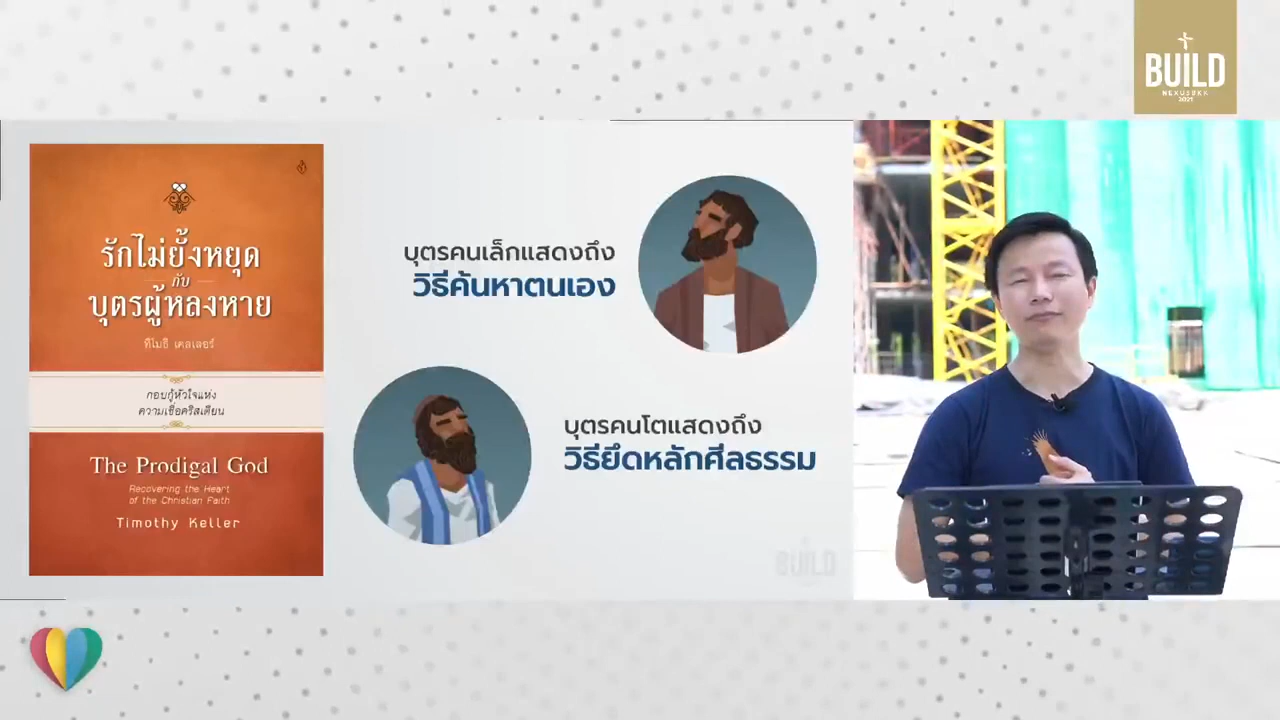 BUILD
NEXUSBKK
2021
รักไม่ยั้งหยุด
กับ
บุตรผู้หลงหาย
ทิโมธี เคลเลอร์
กอบกู้หัวใจแห่ง
ความเชื่อคริสเตียน
The Prodigal God
Recovering the Heart
of the Christian Faith
Timothy Keller
บุตรคนเล็กแสดงถึง
วิธีค้นหาตนเอง
บุตรคนโตแสดงถึง
วิธียึดหลักศีลธรรม
BUILD